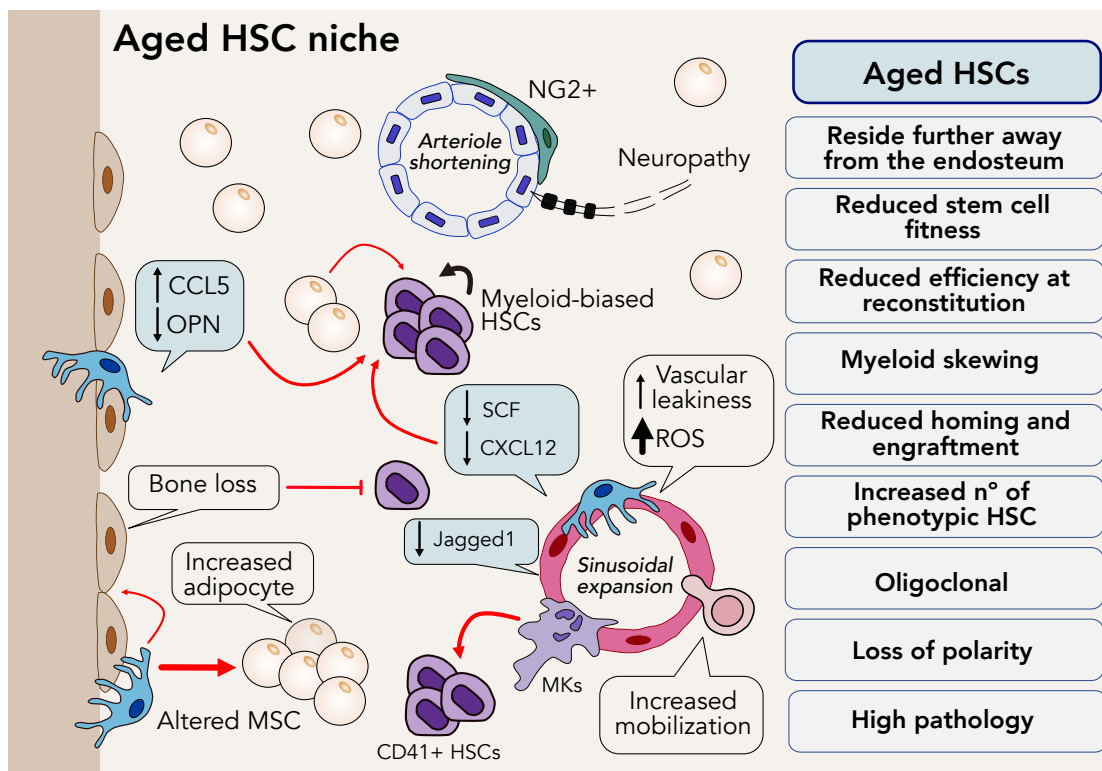 Aged HSC niche
NG2+
Arteriole
shortening
Neuropathy
↑ CCL5
↓ OPN
Myeloid-biased
HSCs
↓ SCF
↓ CXCL12
↑ Vascular
leakiness
↑ ROS
Bone loss
↓ Jagged1
Sinusoidal
expansion
Increased
adipocyte
Altered MSC
MKs
CD41+ HSCs
Increased
mobilization
Aged HSCs
Reside further away
from the endosteum
Reduced stem cell
fitness
Reduced efficiency at
reconstitution
Myeloid skewing
Reduced homing and
engraftment
Increased nº of
phenotypic HSC
Oligoclonal
Loss of polarity
High pathology